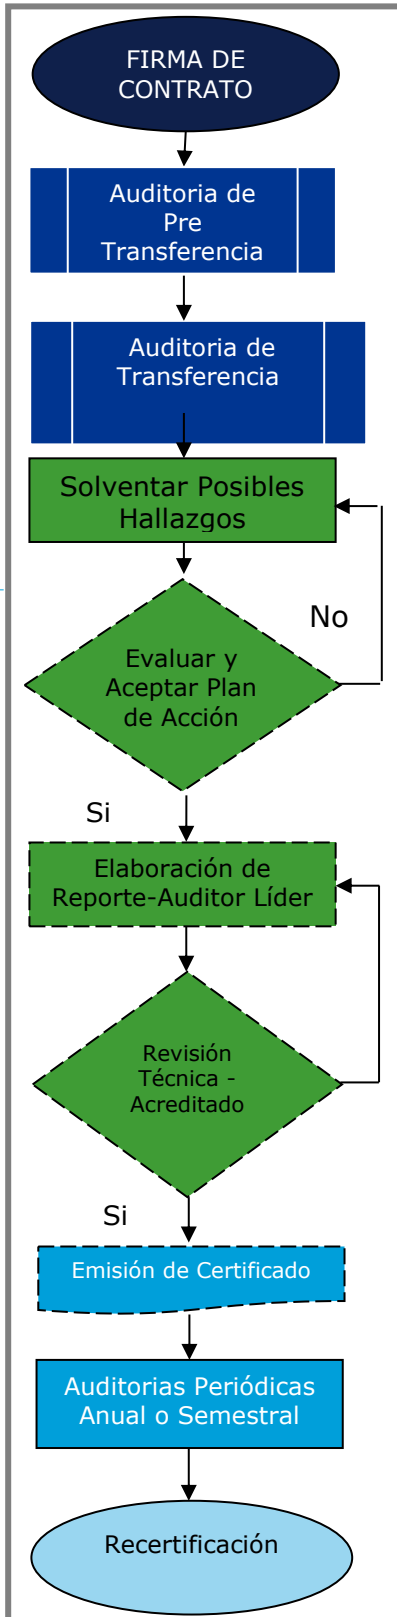 FIRMA DE
CONTRATO
Auditoria de
Pre
Transferencia
Auditoria de
Transferencia
Solventar Posibles
Hallazgos
No
Evaluar y
Aceptar Plan
de Acción
Si
Elaboración de
Reporte-Auditor Líder
Revisión
Técnica -
Acreditado
Si
Emisión de Certificado
Auditorias Periódicas
Anual o Semestral
Recertificación